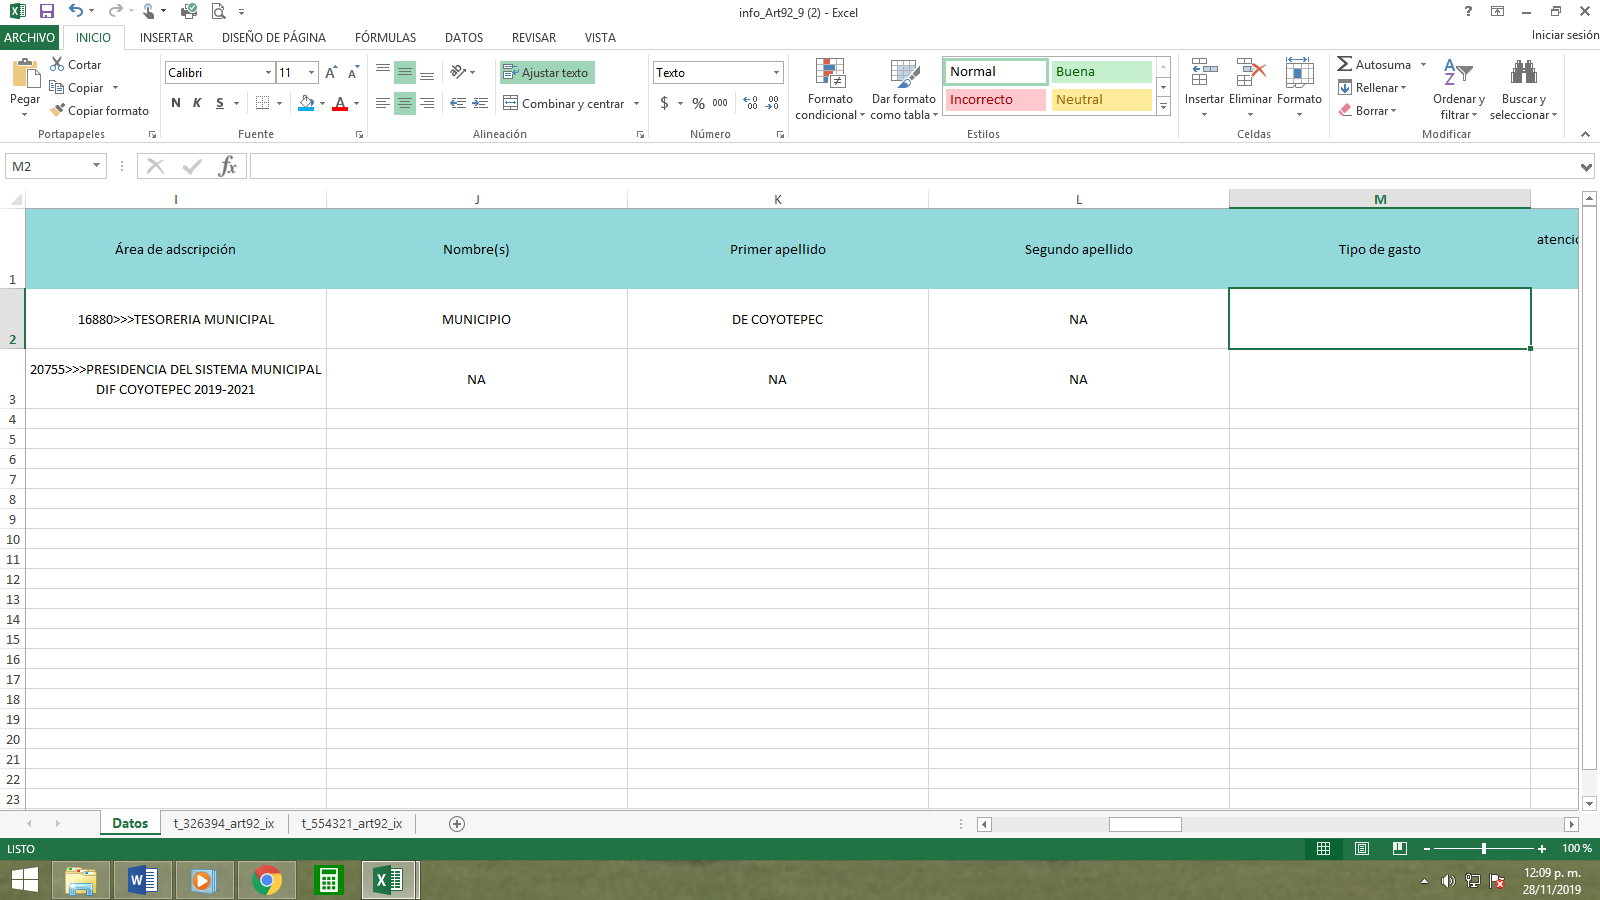 info_Art92_9 (2) - Excel
Iniciar sesión
ARCHIVO INICIO INSERTAR DISEÑO DE PÁGINA FÓRMULAS DATOS REVISAR VISTA
Pegar
Cortar
Copiar
Copiar formato
Portapapeles
Calibri 11
N K S
Fuente
Ajustar texto
Combinar y centrar
Alineación
Texto
$ % 000
Número
Formato
condicional
Dar formato
como tabla
Normal Buena
Incorrecto Neutral
Estilos
Insertar Eliminar Formato
Celdas
Autosuma
Rellenar
Borrar
Ordenar y
filtrar
Buscar y
seleccionar
Modificar
M2
fx
I J K L M
1 Área de adscripción Nombre(s) Primer apellido Segundo apellido Tipo de gasto atenció
2 16880>>>TESORERIA MUNICIPAL MUNICIPIO DE COYOTEPEC NA
3 20755>>>PRESIDENCIA DEL SISTEMA MUNICIPAL
DIF COYOTEPEC 2019-2021 NA NA NA
4
5
6
7
8
9
10
11
12
13
14
15
16
17
18
19
20
21
22
23
Datos t_326394_art92_ix t_554321_art92_ix
LISTO
100 %
12:09 p. m.
28/11/2019